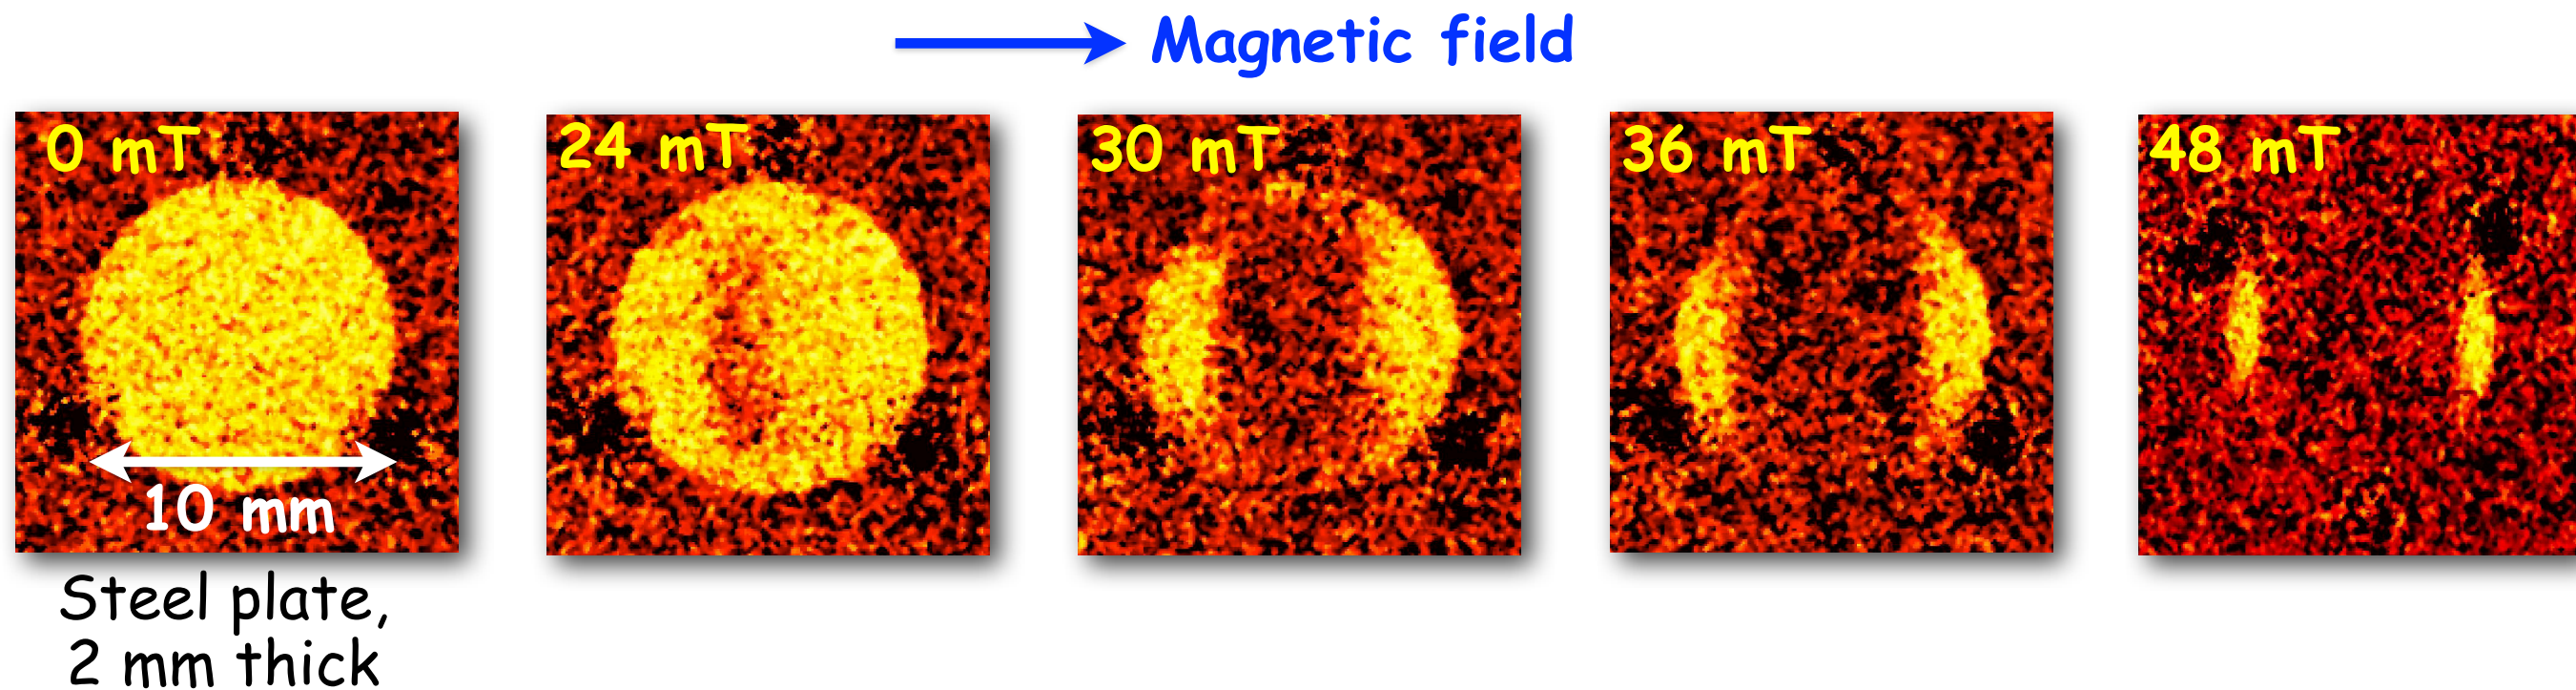 Magnetic field
0 mT
24 mT
30 mT
36 mT
48 mT
10 mm
Steel plate,
2 mm thick